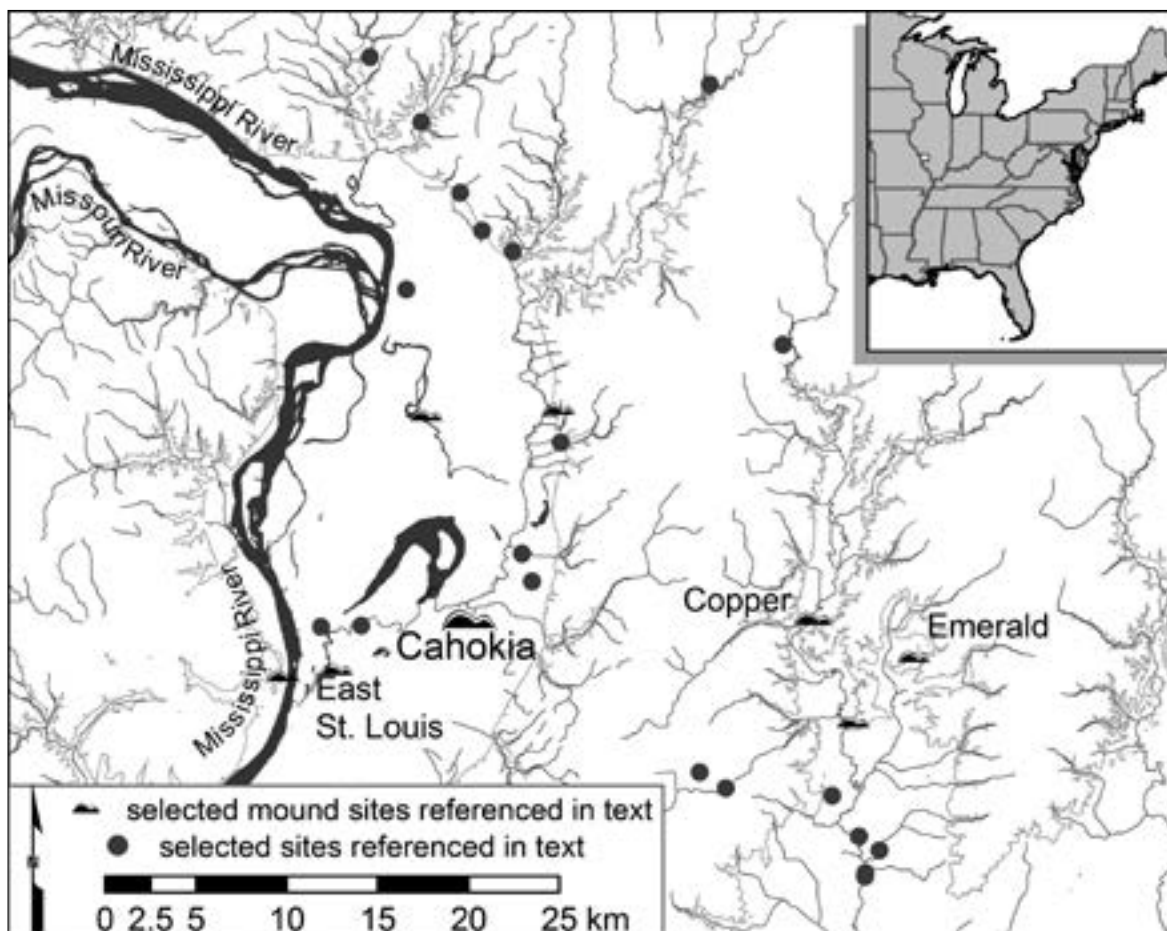 Mississippi River
Missouri River
Mississippi River
Copper
Emerald
Cahokia
East
St. Louis
selected mound sites referenced in text
selected sites referenced in text
0 2.5 5 10 15 20 25 km